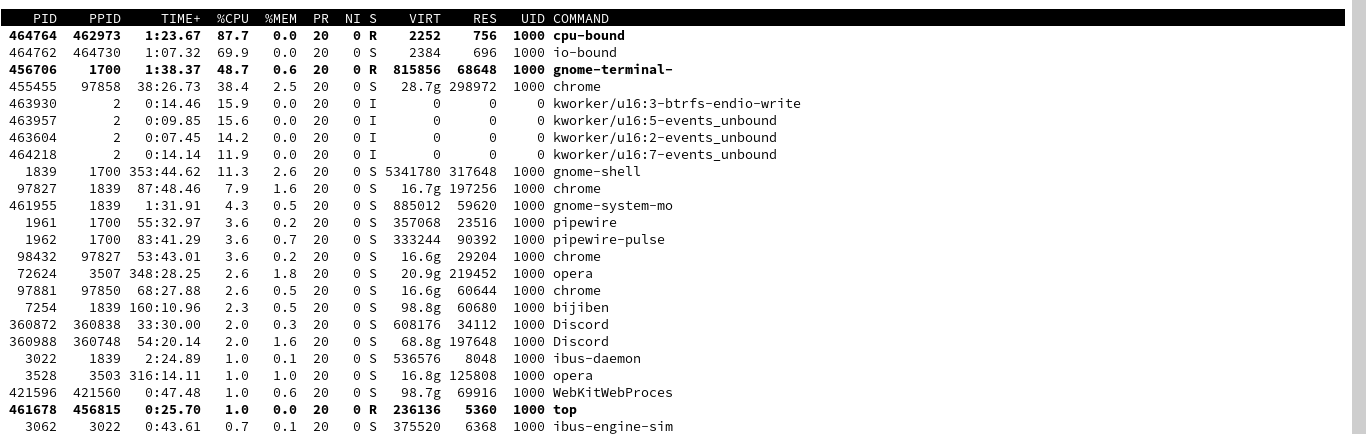 PID PPID TIME+ %CPU %MEM PR NI S VIRT RES UID COMMAND
464764 462973 1:23.67 87.7 0.0 20 0 R 2252 756 1000 cpu-bound
464762 464730 1:07.32 69.9 0.0 20 0 S 2384 696 1000 io-bound
456706 1700 1:38.37 48.7 0.6 20 0 R 815856 68648 1000 gnome-terminal-
455455 97858 38:26.73 38.4 2.5 20 0 S 28.7g 298972 1000 chrome
463930 2 0:14.46 15.9 0.0 20 0 I 0 0 0 kworker/u16:3-btrfs-endio-write
463957 2 0:09.85 15.6 0.0 20 0 I 0 0 0 kworker/u16:5-events_unbound
463604 2 0:07.45 14.2 0.0 20 0 I 0 0 0 kworker/u16:2-events_unbound
464218 2 0:14.14 11.9 0.0 20 0 I 0 0 0 kworker/u16:7-events_unbound
1839 1700 353:44.62 11.3 2.6 20 0 S 5341780 317648 1000 gnome-shell
97827 1839 87:48.46 7.9 1.6 20 0 S 16.7g 197256 1000 chrome
461955 1839 1:31.91 4.3 0.5 20 0 S 885012 59620 1000 gnome-system-mo
1961 1700 55:32.97 3.6 0.2 20 0 S 357068 23516 1000 pipewire
1962 1700 83:41.29 3.6 0.7 20 0 S 333244 90392 1000 pipewire-pulse
98432 97827 53:43.01 3.6 0.2 20 0 S 16.6g 29204 1000 chrome
72624 3507 348:28.25 2.6 1.8 20 0 S 20.9g 219452 1000 opera
97881 97850 68:27.88 2.6 0.5 20 0 S 16.6g 60644 1000 chrome
7254 1839 160:10.96 2.3 0.5 20 0 S 98.8g 60680 1000 bijiben
360872 360838 33:30.00 2.0 0.3 20 0 S 608176 34112 1000 Discord
360988 360748 54:20.14 2.0 1.6 20 0 S 68.8g 197648 1000 Discord
3022 1839 2:24.89 1.0 0.1 20 0 S 536576 8048 1000 ibus-daemon
3528 3503 316:14.11 1.0 1.0 20 0 S 16.8g 125808 1000 opera
421596 421560 0:47.48 1.0 0.6 20 0 S 98.7g 69916 1000 WebKitWebProces
461678 456815 0:25.70 1.0 0.0 20 0 R 236136 5360 1000 top
3062 3022 0:43.61 0.7 0.1 20 0 S 375520 6368 1000 ibus-engine-sim